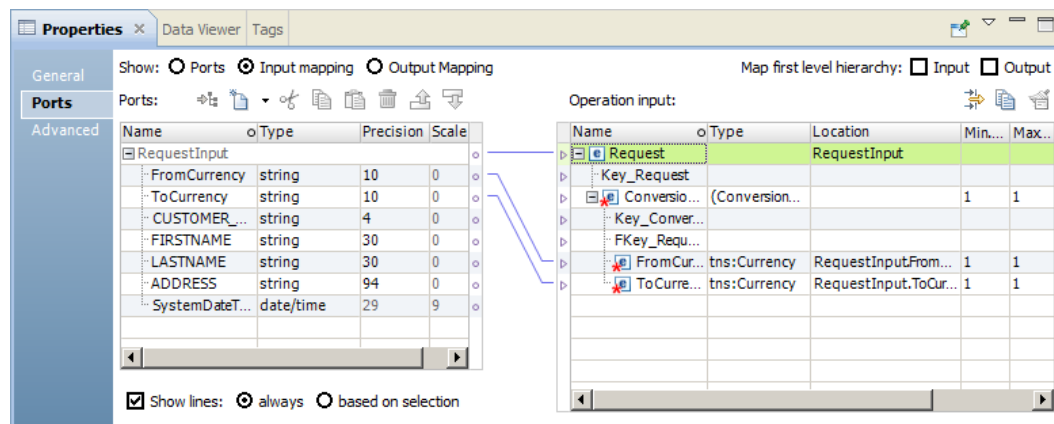 Properties Data Viewer Tags
General
Ports
Advanced
Show: Ports Input mapping Output Mapping
Map first level hierarchy: Input Output
Ports:
Operation input:
Name Type Precision Scale
RequestInput
FromCurrency string 10 0
ToCurrency string 10 0
CUSTOMER_... string 4 0
FIRSTNAME string 30 0
LASTNAME string 30 0
ADDRESS string 94 0
SystemDateT... date/time 29 9
Show lines: always based on selection
Name Type Location Min.... Max...
Request RequestInput
Key_Request
Conversio... (Conversion... 1 1
Key_Conver...
FKey_Requ...
FromCur... tns:Currency RequestInput.From... 1 1
ToCurre... tns:Currency RequestInput.ToCur... 1 1